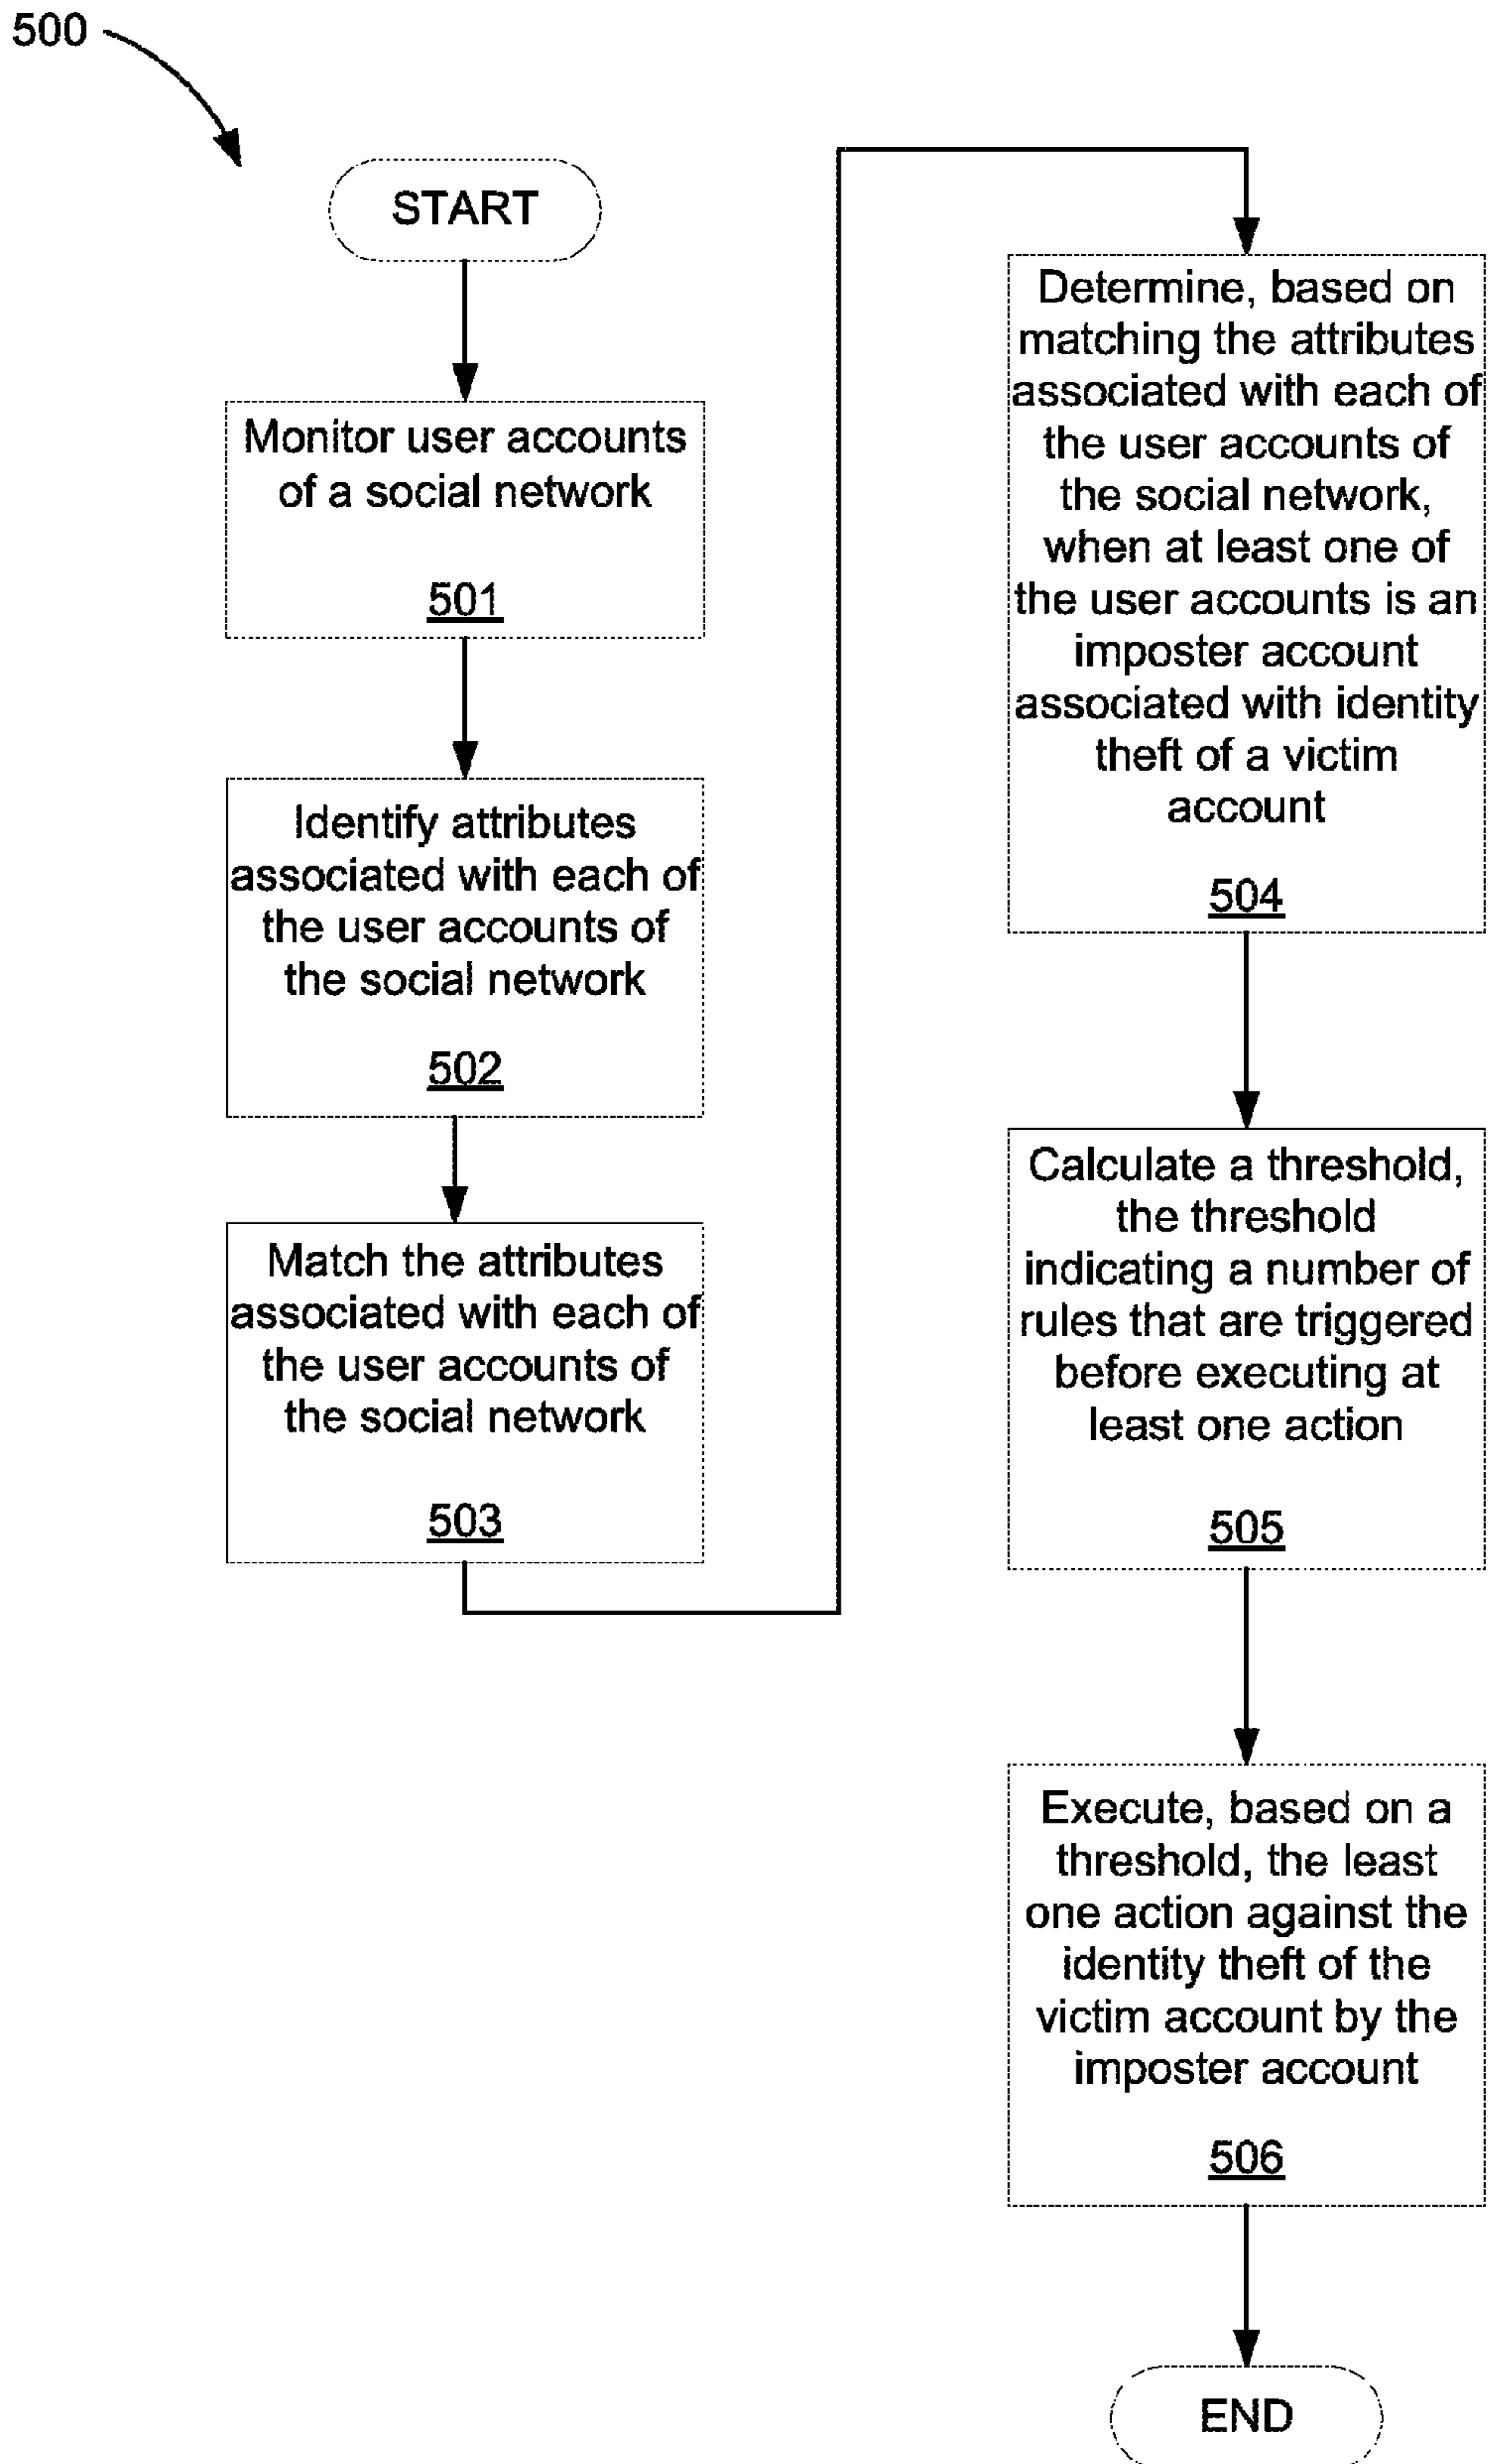 500
START
Monitor user accounts
of a social network
501
Identify attributes
associated with each of
the user accounts of
the social network
502
Match the attributes
associated with each of
the user accounts of
the social network
503
Determine, based on
matching the attributes
associated with each of
the user accounts of
the social network,
when at least one of
the user accounts is an
imposter account
associated with identity
theft of a victim
account
504
Calculate a threshold,
the threshold
indicating a number of
rules that are triggered
before executing at
least one action
505
Execute, based on a
threshold, the least
one action against the
identity theft of the
victim account by the
imposter account
506
END